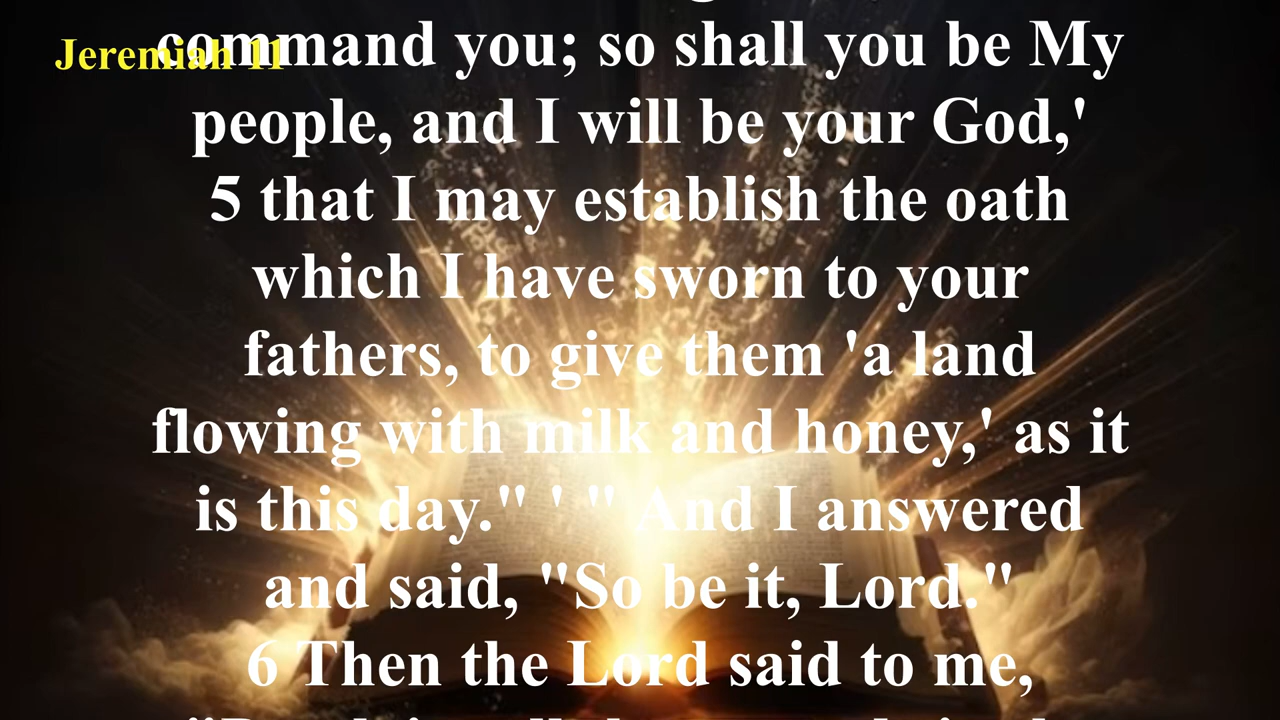 Jeremiah 11
command you; so shall you be My
people, and I will be your God,'
5 that I may establish the oath
which I have sworn to your
fathers, to give them 'a land
flowing with milk and honey,' as it
is this day." ' " And I answered
and said, "So be it, Lord."
6 Then the Lord said to me,